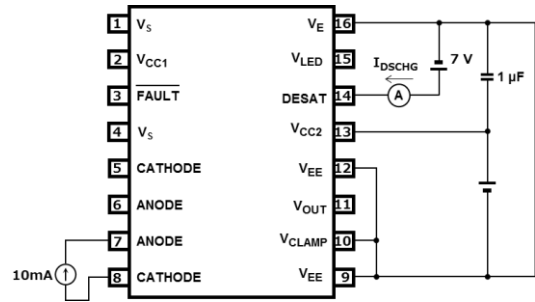 1 VS
2 VCC1
3 FAULT
4 VS
5 CATHODE
6 ANODE
7 ANODE
8 CATHODE
10mA
VE 16
VLED 15
DESAT 14
VCC2 13
VEE 12
VOUT 11
VCLAMP 10
VEE 9
IDSCHG
A
7 V
1 µF